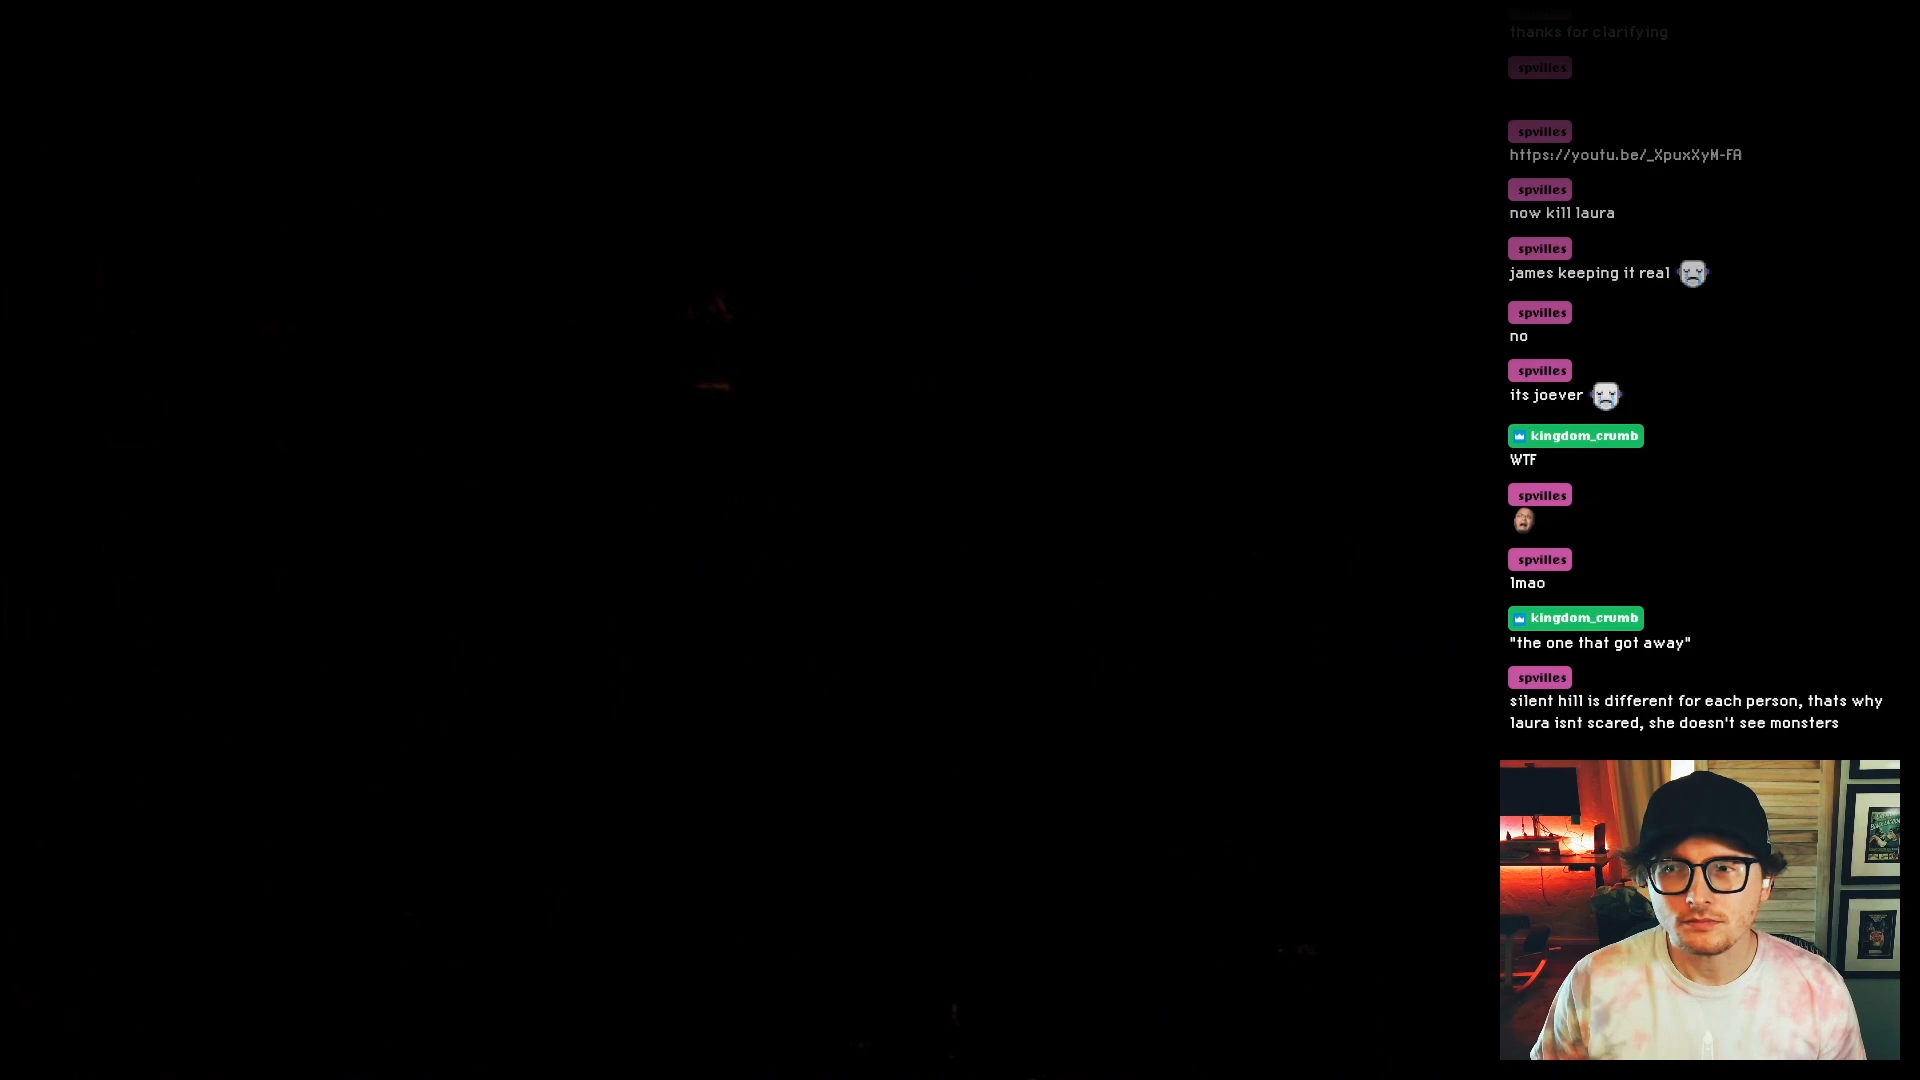 thanks for clarifying
spvilles
spvilles
https://youtu.be/_XpuxXyM-FA
spvilles
now kill laura
spvilles
james keeping it real
spvilles
no
spvilles
its joever
kingdom_crumb
WTF
spvilles
spvilles
lmao
kingdom_crumb
"the one that got away"
spvilles
silent hill is different for each person, thats why
laura isnt scared, she doesn't see monsters